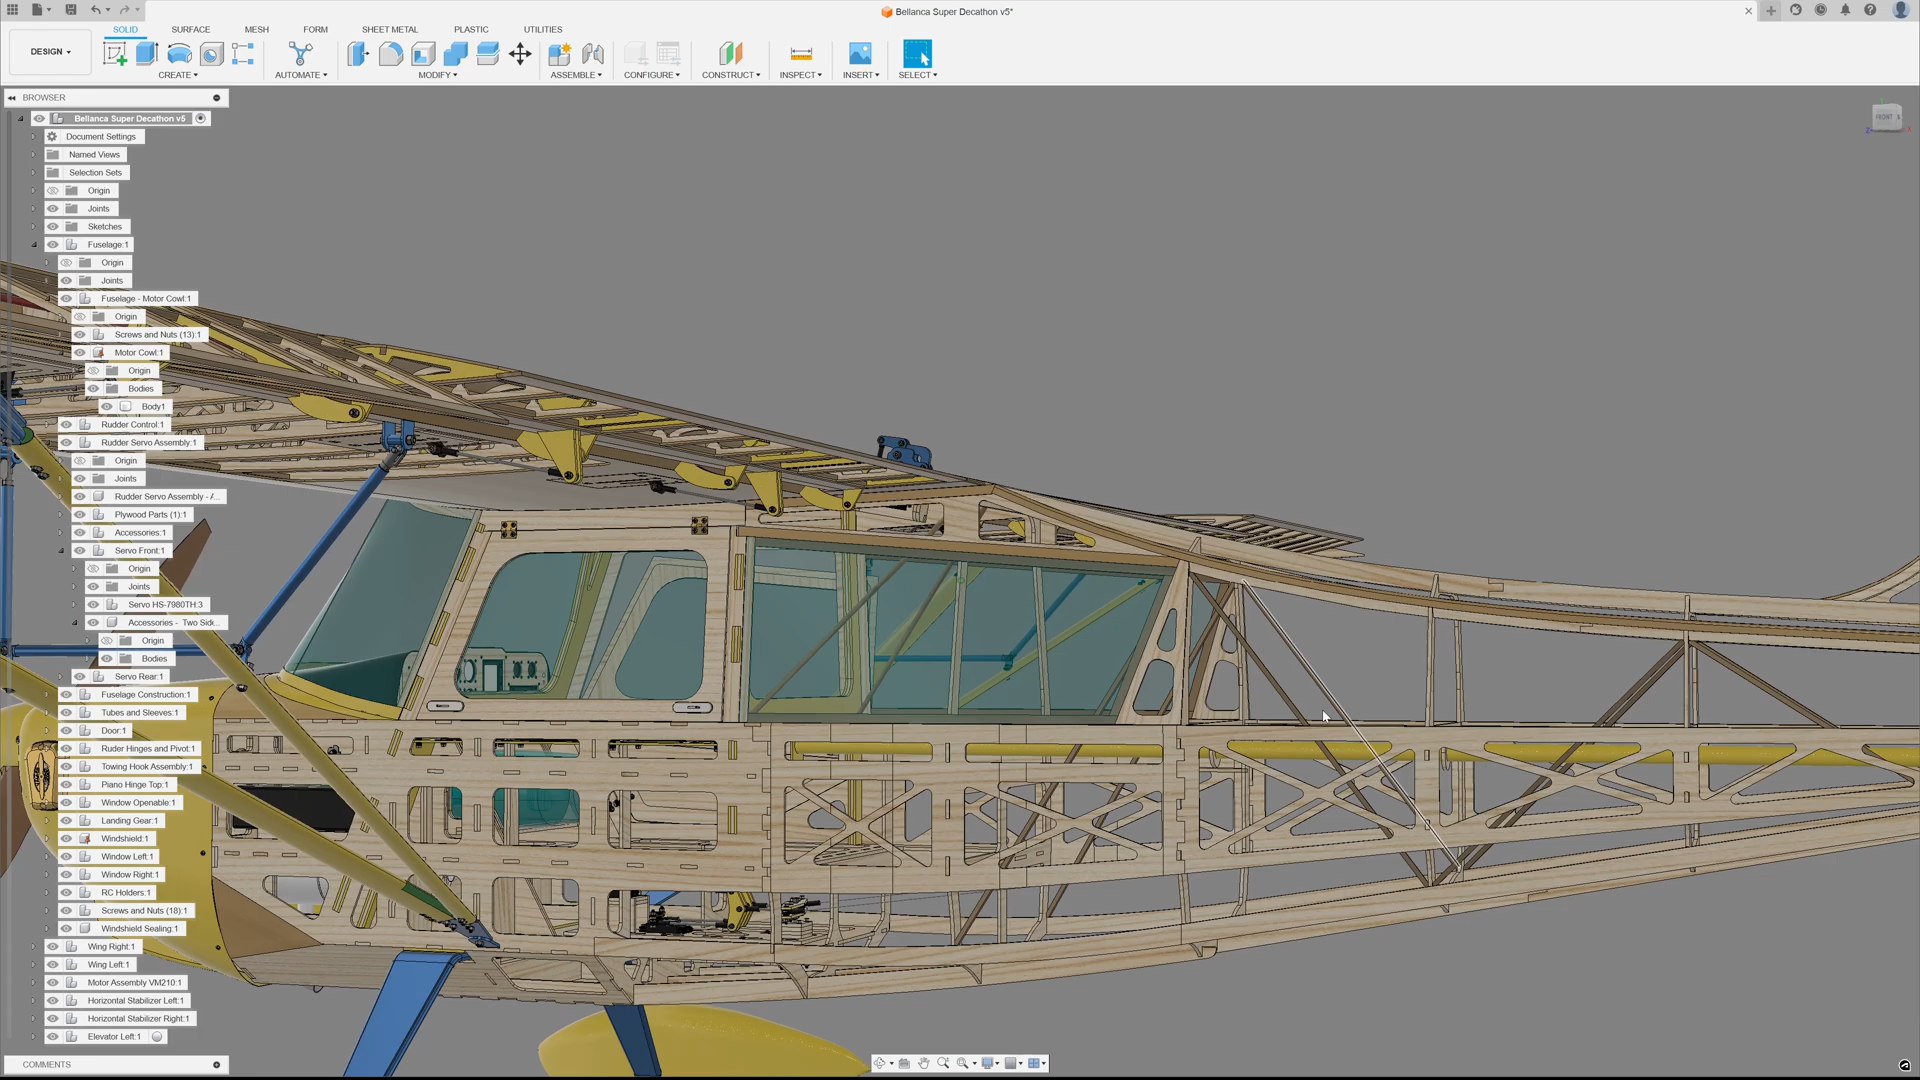 Bellanca Super Decathon v5*
SOLID SURFACE MESH FORM SHEET METAL PLASTIC UTILITIES
DESIGN
CREATE AUTOMATE MODIFY ASSEMBLE CONFIGURE CONSTRUCT INSPECT INSERT SELECT
BROWSER
Bellanca Super Decathon v5
Document Settings
Named Views
Selection Sets
Origin
Joints
Sketches
Fuselage:1
Origin
Joints
Fuselage - Motor Cowl:1
Origin
Screws and Nuts (13):1
Motor Cowl:1
Origin
Bodies
Body1
Rudder Control:1
Rudder Servo Assembly:1
Origin
Joints
Rudder Servo Assembly - A...
Plywood Parts (1):1
Accessories:1
Servo Front:1
Origin
Joints
Servo HS-7980TH:3
Accessories - Two Side...
Origin
Bodies
Servo Rear:1
Fuselage Construction:1
Tubes and Sleeves:1
Door:1
Ruder Hinges and Pivot:1
Towing Hook Assembly:1
Piano Hinge Top:1
Window Openable:1
Landing Gear:1
Windshield:1
Window Left:1
Window Right:1
RC Holders:1
Screws and Nuts (18):1
Windshield Sealing:1
Wing Right:1
Wing Left:1
Motor Assembly VM210:1
Horizontal Stabilizer Left:1
Horizontal Stabilizer Right:1
Elevator Left:1
COMMENTS
FRONT
Z
X